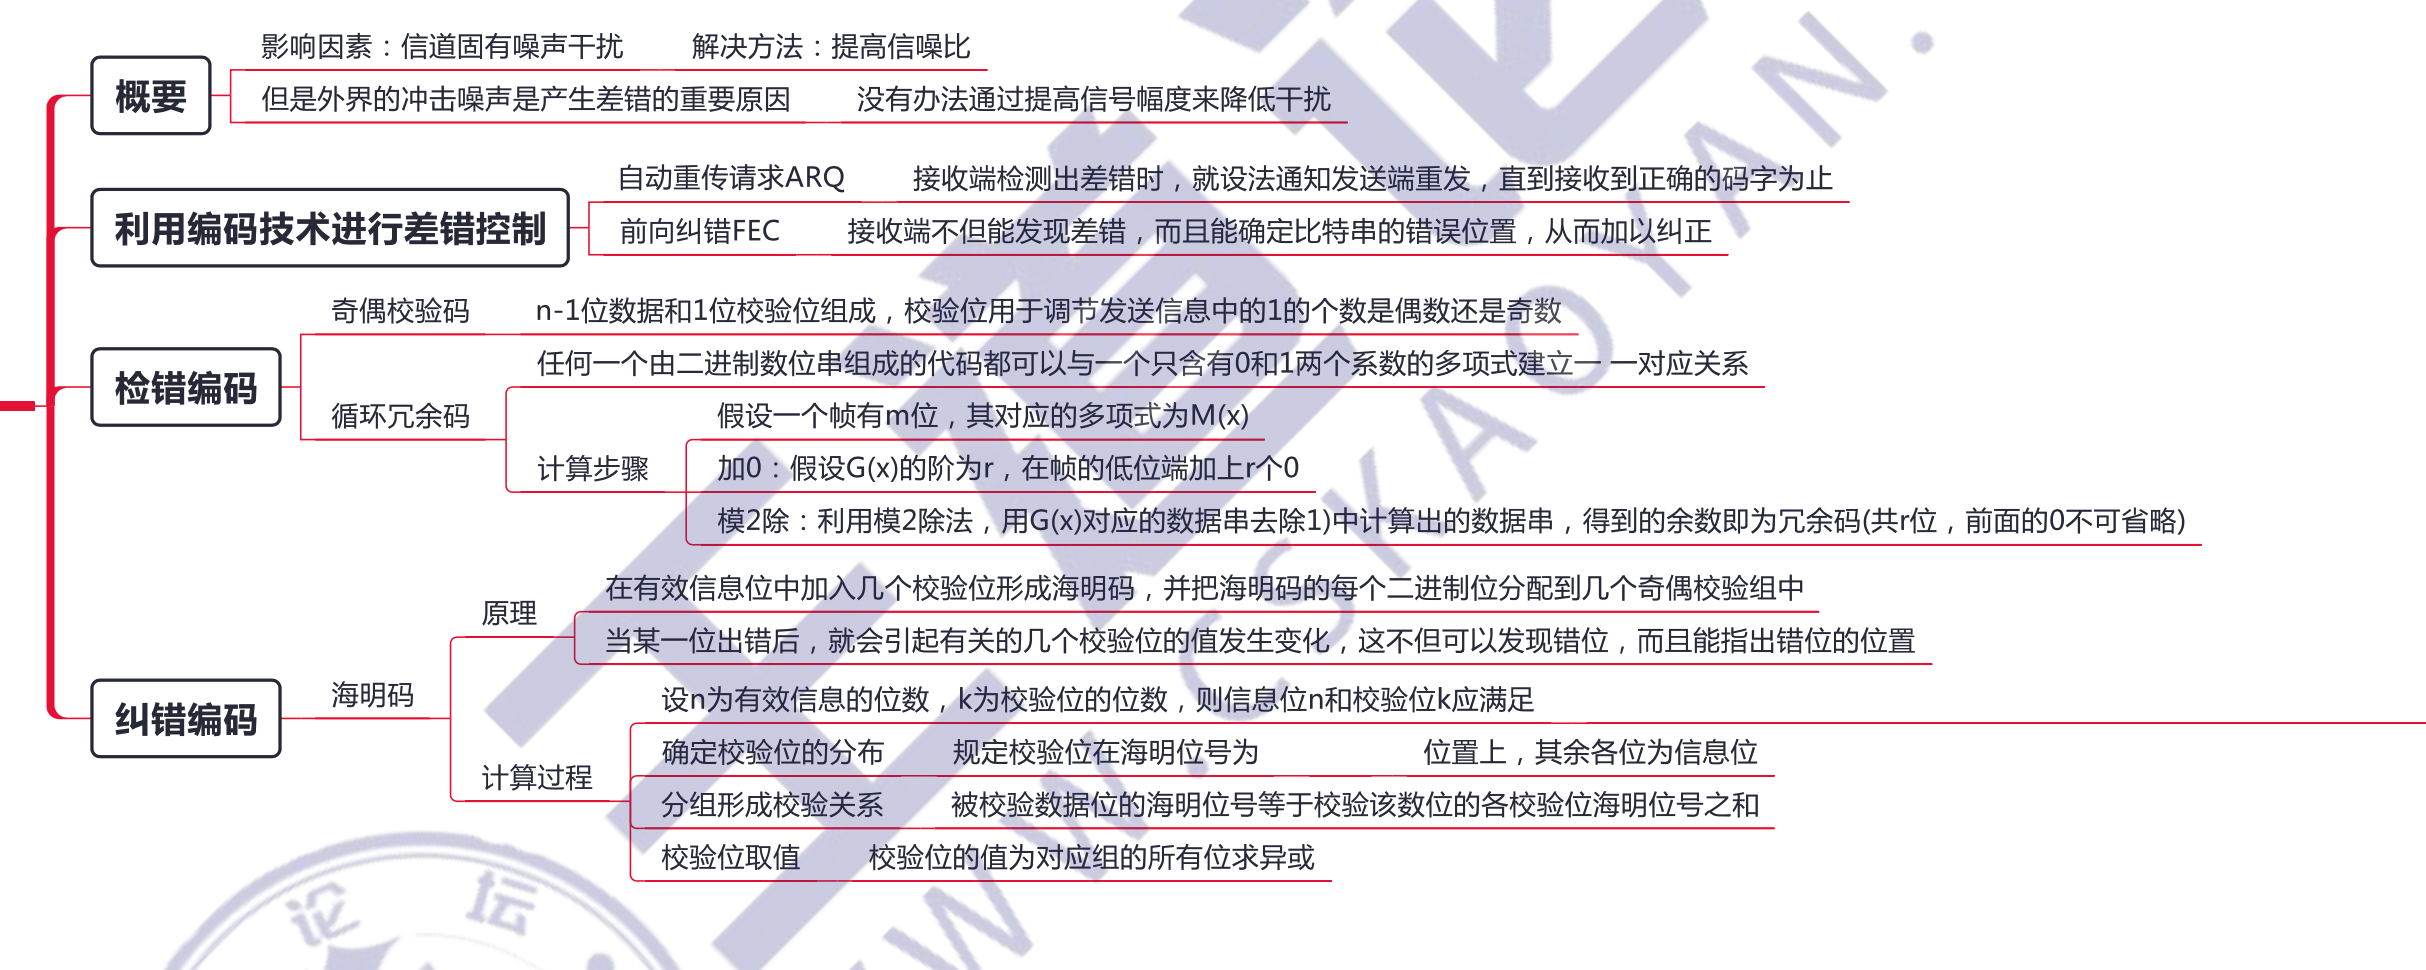 概要
影响因素：信道固有噪声干扰 解决方法：提高信噪比
但是外界的冲击噪声是产生差错的重要原因 没有办法通过提高信号幅度来降低干扰
利用编码技术进行差错控制
自动重传请求ARQ 接收端检测出差错时，就设法通知发送端重发，直到接收到正确的码字为止
前向纠错FEC 接收端不但能发现差错，而且能确定比特串的错误位置，从而加以纠正
检错编码
奇偶校验码 n-1位数据和1位校验位组成，校验位用于调节发送信息中的1的个数是偶数还是奇数
任何一个由二进制数位串组成的代码都可以与一个只含有0和1两个系数的多项式建立一 一对应关系
循环冗余码
假设一个帧有m位，其对应的多项式为M(x)
计算步骤
加0：假设G(x)的阶为r，在帧的低位端加上r个0
模2除：利用模2除法，用G(x)对应的数据串去除1)中计算出的数据串，得到的余数即为冗余码(共r位，前面的0不可省略)
纠错编码
海明码
原理
在有效信息位中加入几个校验位形成海明码，并把海明码的每个二进制位分配到几个奇偶校验组中
当某一位出错后，就会引起有关的几个校验位的值发生变化，这不但可以发现错位，而且能指出错位的位置
计算过程
设n为有效信息的位数，k为校验位的位数，则信息位n和校验位k应满足
确定校验位的分布 规定校验位在海明位号为 位置上，其余各位为信息位
分组形成校验关系 被校验数据位的海明位号等于校验该数位的各校验位海明位号之和
校验位取值 校验位的值为对应组的所有位求异或
王道论
WW.CSKAOYAN.
论坛